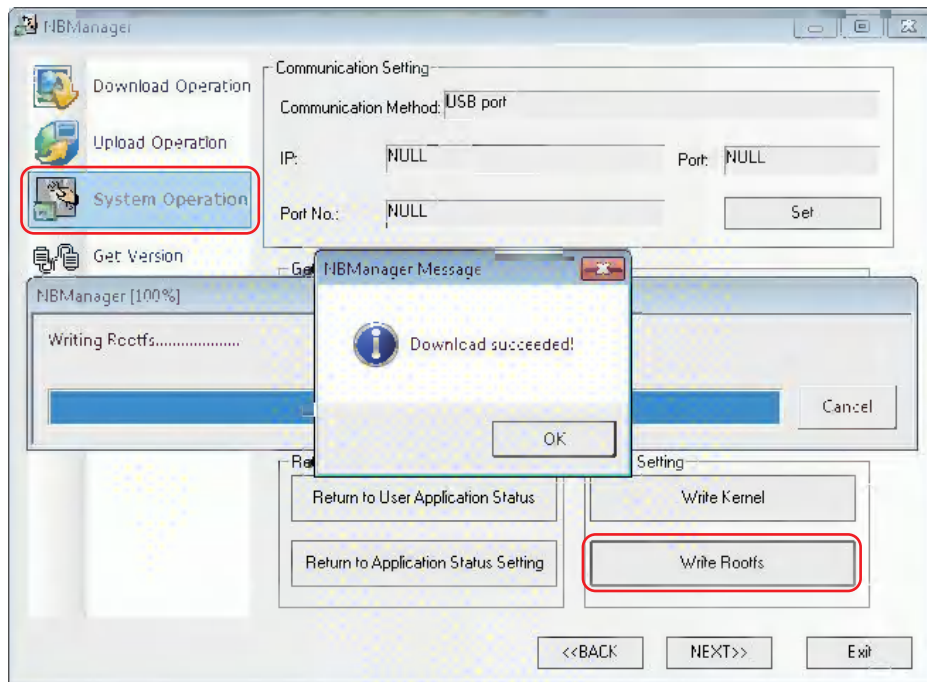 NBManager
Download Operation
Upload Operation
System Operation
Get Version
Communication Setting
Communication Method: USB port
IP: NULL Port: NULL
Port No.: NULL Set
NBManager [100%]
Writing Rootfs....................
Cancel
NBManager Message
Download succeeded!
OK
Setting
Return to User Application Status
Write Kernel
Return to Application Status Setting
Write Rootfs
<<BACK NEXT>> Exit